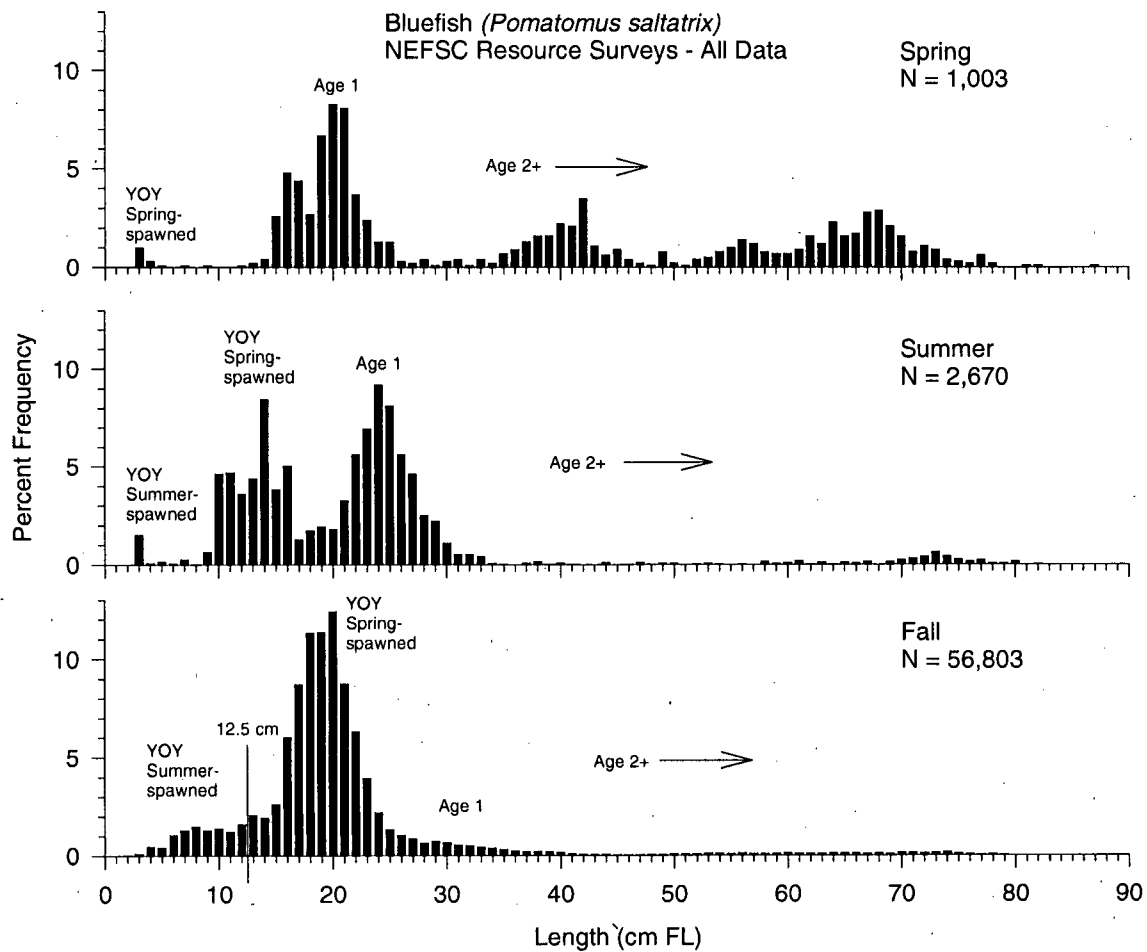 Bluefish (Pomatomus saltatrix)
NEFSC Resource Surveys - All Data
Spring
N = 1,003
10
5
0
YOY
Spring-
spawned
Age 1
Age 2+
Percent Frequency
Summer
N = 2,670
10
5
0
YOY
Summer-
spawned
YOY
Spring-
spawned
Age 1
Age 2+
Fall
N = 56,803
10
5
0
YOY
Summer-
spawned
12.5 cm
YOY
Spring-
spawned
Age 1
Age 2+
0 10 20 30 40 50 60 70 80 90
Length (cm FL)